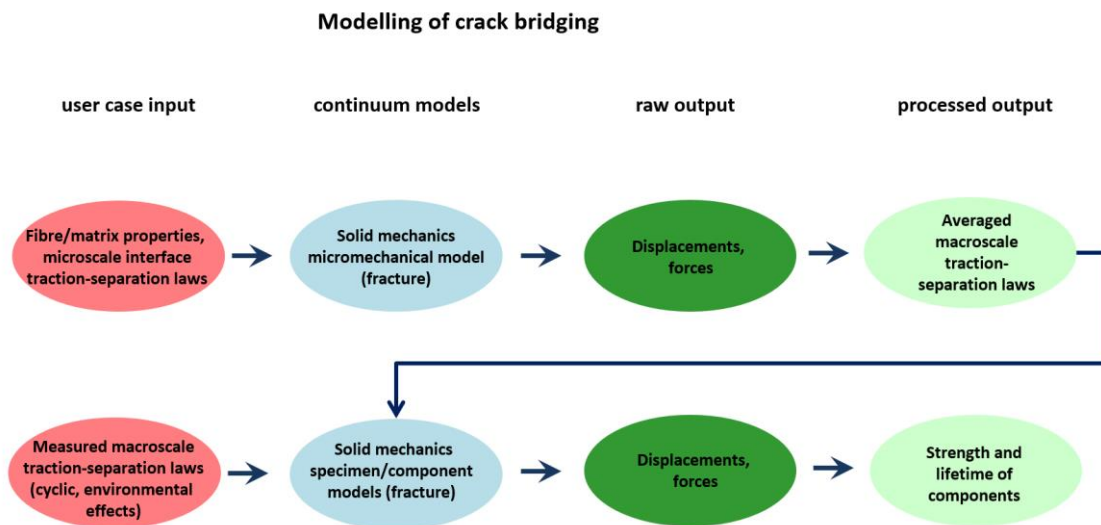 Modelling of crack bridging
user case input
continuum models
raw output
processed output
Fibre/matrix properties,
microscale interface
traction-separation laws
Solid mechanics
micromechanical model
(fracture)
Displacements,
forces
Averaged
macroscale
traction-
separation laws
Measured macroscale
traction-separation laws
(cyclic, environmental
effects)
Solid mechanics
specimen/component
models (fracture)
Displacements,
forces
Strength and
lifetime of
components